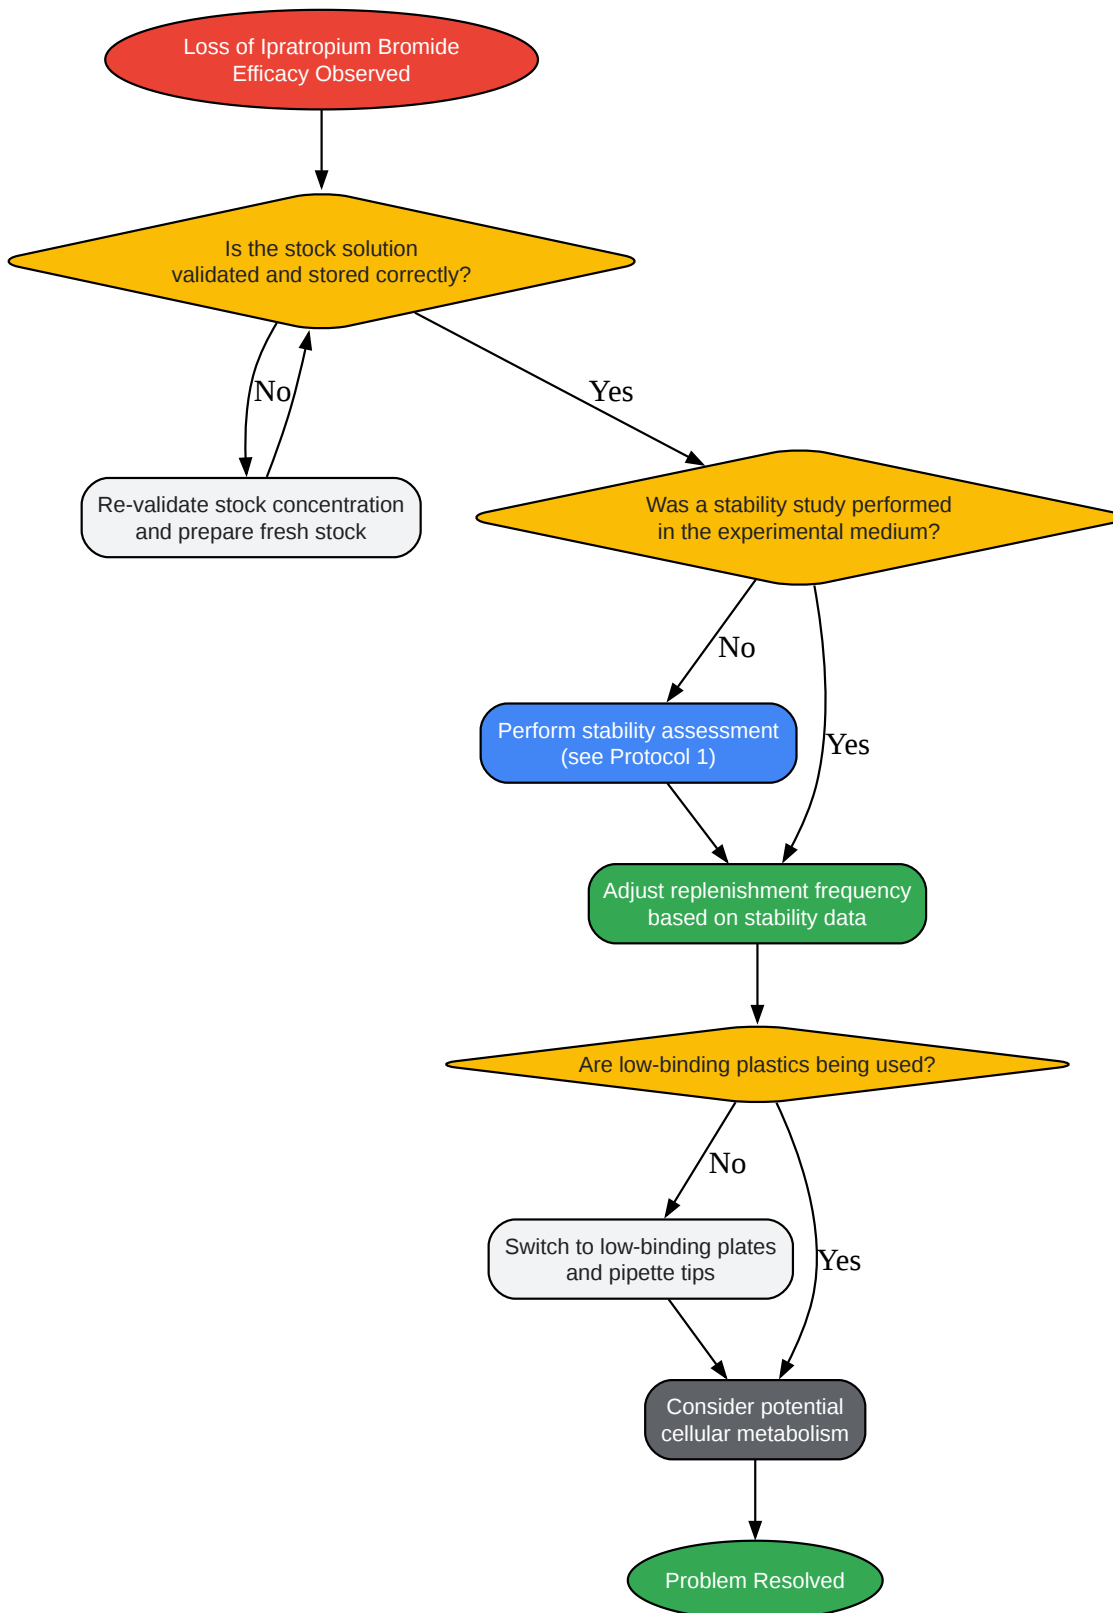 Loss of Ipratropium Bromide
Efficacy Observed
Is the stock solution
validated and stored correctly?
No
Yes
Re-validate stock concentration
and prepare fresh stock
Was a stability study performed
in the experimental medium?
No
Yes
Perform stability assessment
(see Protocol 1)
Adjust replenishment frequency
based on stability data
Are low-binding plastics being used?
No
Yes
Switch to low-binding plates
and pipette tips
Consider potential
cellular metabolism
Problem Resolved